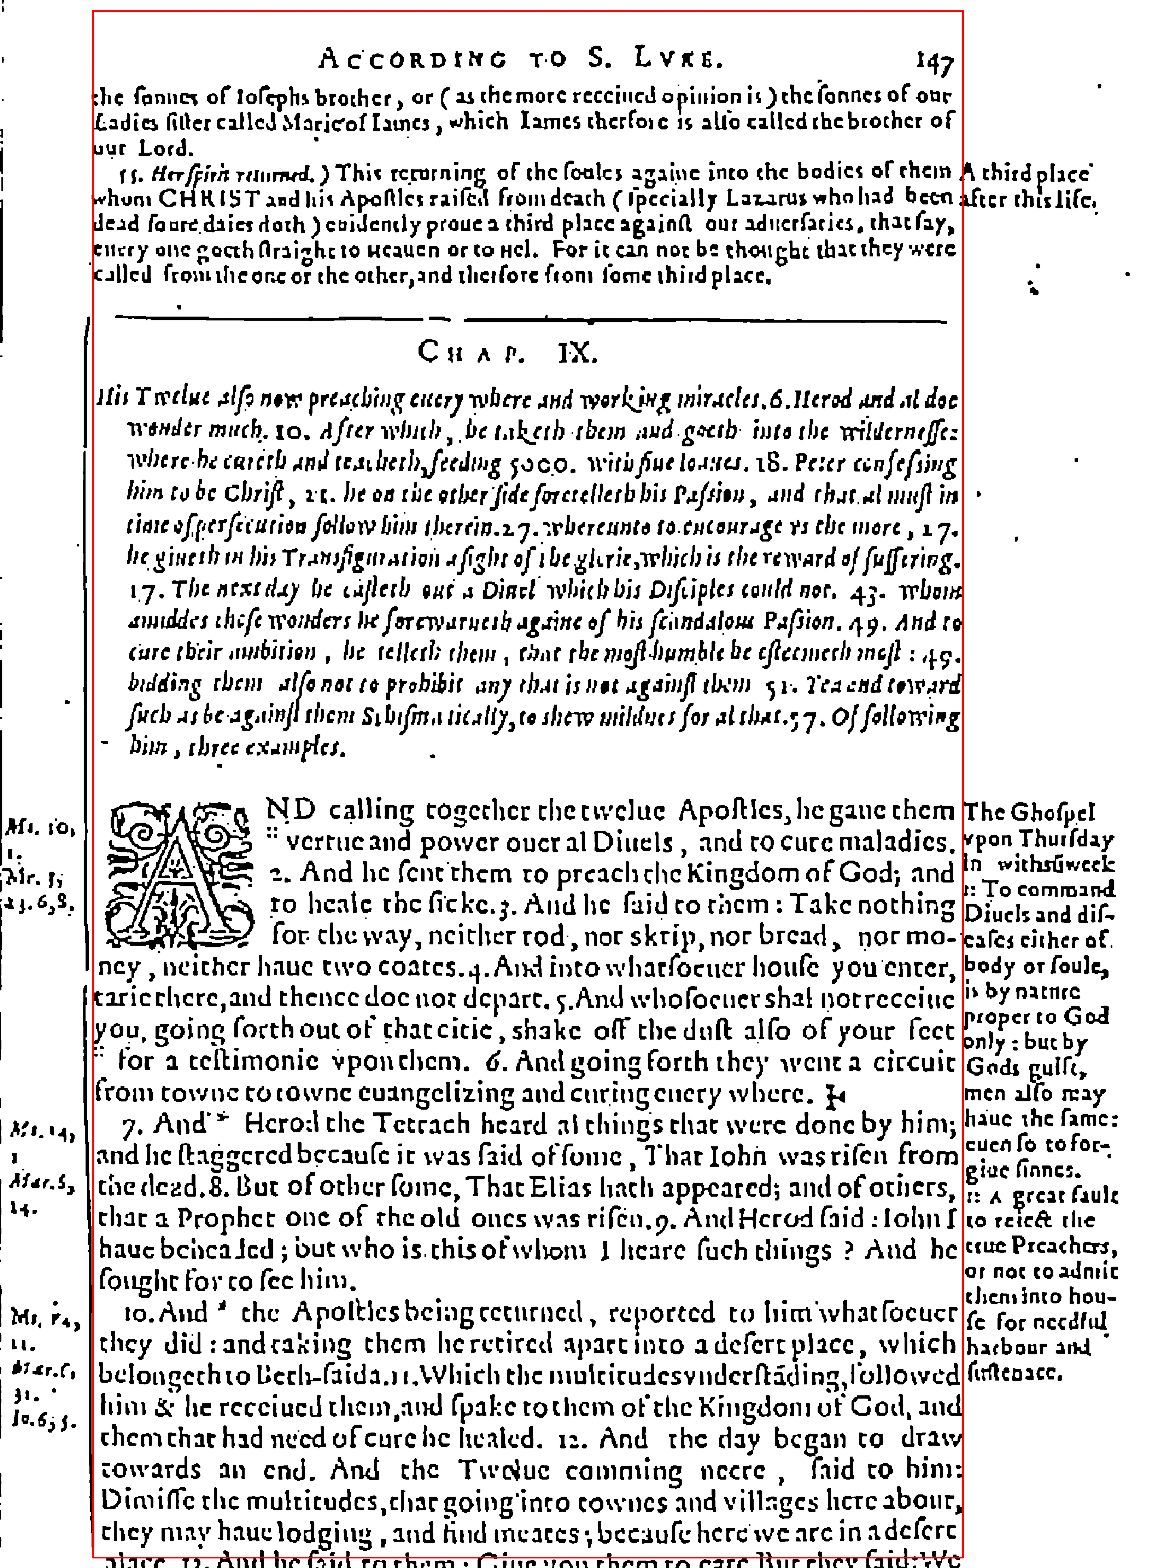 ACCORDING TO S. LVKE. 147
the sonnes of Iosephs brother, or ( as the more receiued opinion is ) the sonnes of our
Ladies sister called Marie of Iames, which Iames therfore is also called the brother of
our Lord.
55. Her spirit returned. ) This returning of the soules againe into the bodies of them
whom CHRIST and his Apostles raised from death ( specially Lazarus who had been
dead foure daies doth ) euidently proue a third place against our aduersaries, that say,
euery one goeth straight to Heauen or to Hel. For it can not be thought that they were
called from the one or the other, and therfore from some third place.
A third place
after this life.
CHAP. IX.
His Twelue also now preaching euery where and working miracles. 6. Herod and al doe
wonder much. 10. After which, he taketh them and goeth into the wildernesse:
where he cureth and teacheth, feeding 5000. with fiue loaues. 18. Peter confessing
him to be Christ, 21. he on the other side foretelleth his Passion, and that al must in
time of persecution follow him therein. 27. whereunto to encourage vs the more, 27.
he giueth in his Transfiguration a sight of the glorie, which is the reward of suffering.
17. The next day he casteth out a Diuel which his Disciples could not. 43. whom
amiddes these wonders he forewarneth againe of his scandalous Passion. 49. And to
cure their ambition, he telleth them, that the most humble he esteemeth most : 49.
bidding them also not to prohibit any that is not against them 51. Yea and toward
such as be against them Schismatically, to shew mildnes for al that. 57. Of following
him, three examples.
AND calling together the twelue Apostles, he gaue them
:: vertue and power ouer al Diuels, and to cure maladies.
2. And he sent them to preach the Kingdom of God; and
to heale the sicke. 3. And he said to them : Take nothing
for the way, neither rod, nor skrip, nor bread, nor mo-
ney, neither haue two coates. 4. And into whatsoeuer house you enter,
tarie there, and thence doe not depart. 5. And whosoeuer shal not receiue
you, going forth out of that citie, shake off the dust also of your feet
:: for a testimonie vpon them. 6. And going forth they went a circuit
from towne to towne euangelizing and curing euery where.
7. And * Herod the Tetrach heard al things that were done by him;
and he staggered because it was said of some, That Iohn was risen from
the dead. 8. But of other some, That Elias hath appeared; and of others,
that a Prophet one of the old ones was risen. 9. And Herod said : Iohn I
haue beheaded; but who is this of whom I heare such things ? And he
sought for to see him.
10. And * the Apostles being returned, reported to him whatsoeuer
they did : and taking them he retired apart into a desert place, which
belongeth to Beth-saida. 11. Which the multitudes vnderstãding, followed
him & he receiued them, and spake to them of the Kingdom of God, and
them that had need of cure he healed. 12. And the day began to draw
towards an end. And the Twelue comming neere, said to him:
Dimisse the multitudes, that going into townes and villages here about,
they may haue lodging, and find meates; because here we are in a desert
place. 13. And he said to them : Giue you them to eate But they said: We
Mt. 10,
1.
Mr. 3,
13. 6, 8.
Mt. 14,
1
Mar. 6,
14.
Mt. 14,
Mar. 6,
31.
Io. 6, 5.
The Ghospel
vpon Thursday
in withsũweek
:: To command
Diuels and dis-
eases either of
body or soule,
is by nature
proper to God
only : but by
Gods guift,
men also may
haue the same:
euen so to for-
giue sinnes.
:: A great fault
to reiect the
true Preachers,
or not to admit
them into hou-
se for needful
harbour and
sustenace.